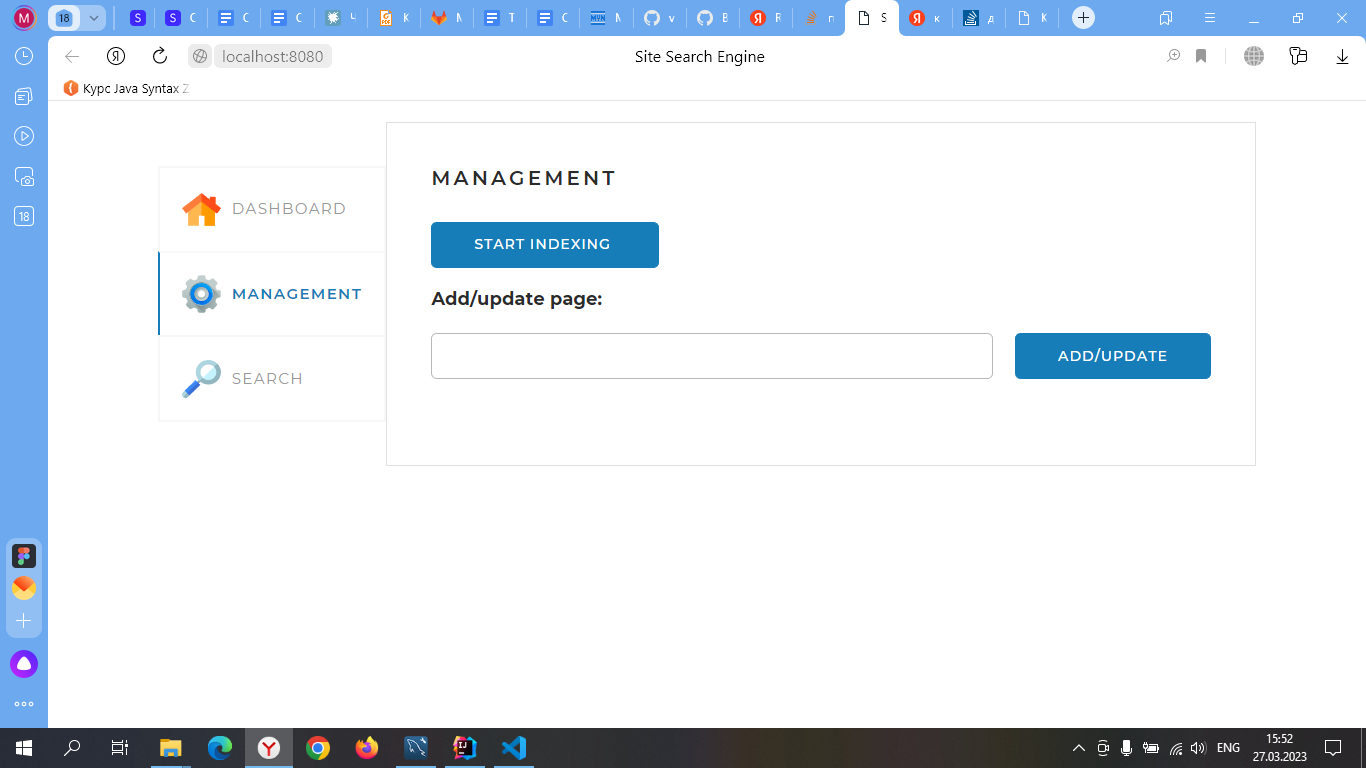 M 18 S S С С С Ч К М Т С M v В Я R п S Я к д К
localhost:8080
Site Search Engine
Курс Java Syntax Z
18
MANAGEMENT
DASHBOARD
START INDEXING
MANAGEMENT
Add/update page:
ADD/UPDATE
SEARCH
ENG
15:52
27.03.2023